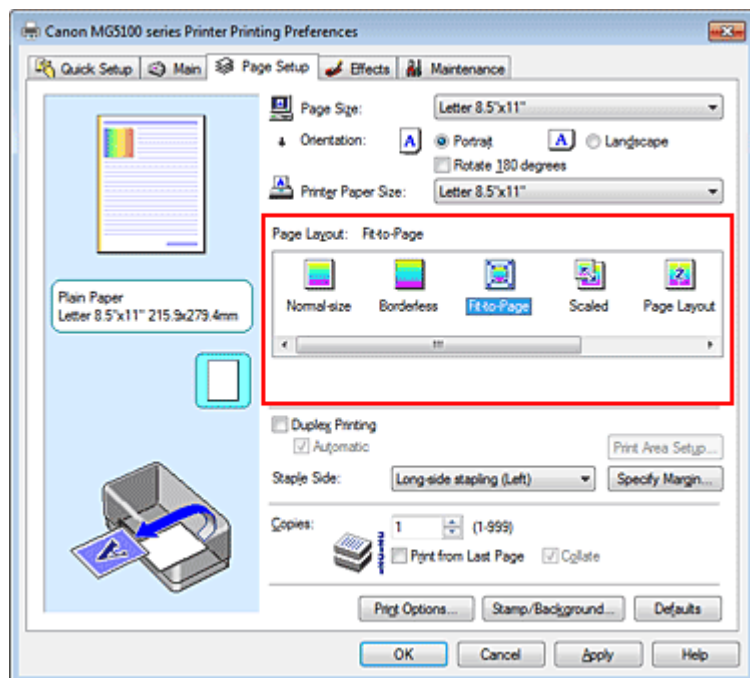 Canon MG5100 series Printer Printing Preferences
Quick Setup Main Page Setup Effects Maintenance
Page Size: Letter 8.5"x11"
Orientation: A Portrait A Landscape
Rotate 180 degrees
Printer Paper Size: Letter 8.5"x11"
Page Layout: Fit-to-Page
Normal-size Borderless Fit-to-Page Scaled Page Layout
Plain Paper
Letter 8.5"x11" 215.9x279.4mm
Duplex Printing
Automatic
Print Area Setup...
Staple Side: Long-side stapling (Left) Specify Margin...
Copies: 1 (1-999)
Print from Last Page Collate
Print Options... Stamp/Background... Defaults
OK Cancel Apply Help